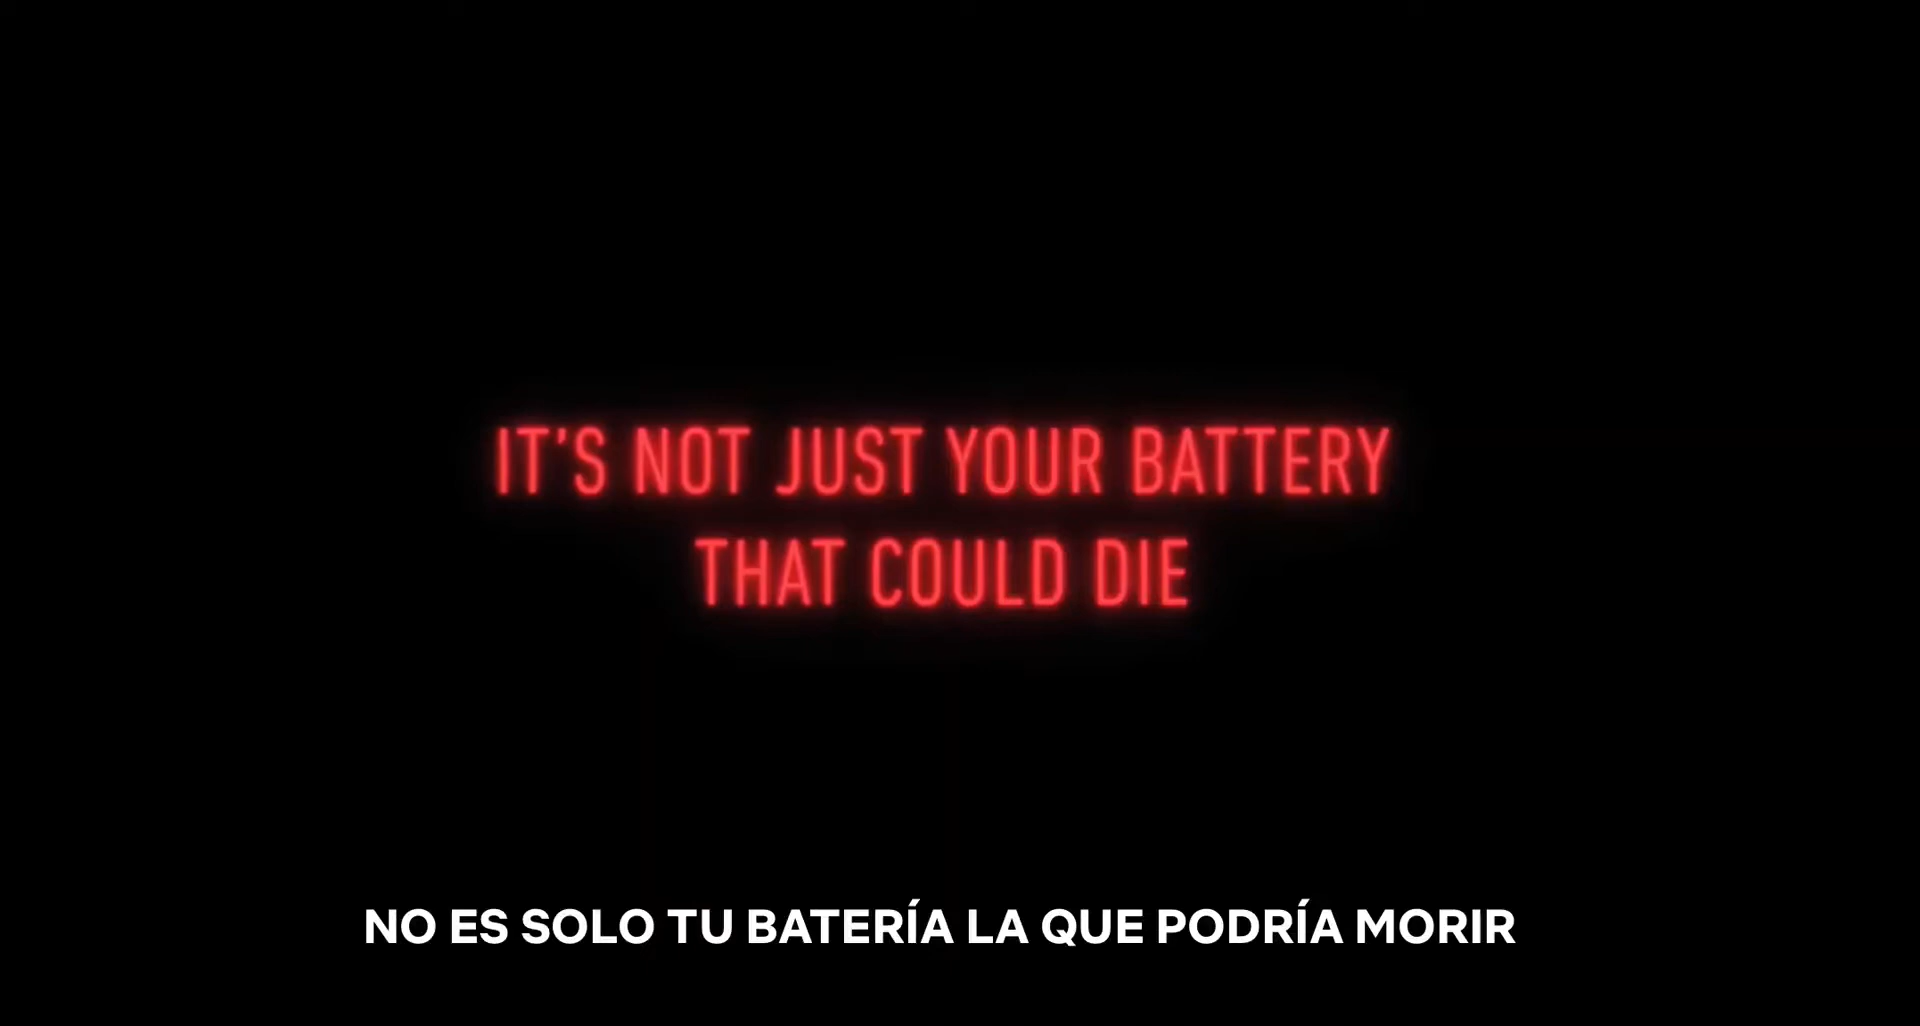 IT'S NOT JUST YOUR BATTERY
THAT COULD DIE
NO ES SOLO TU BATERÍA LA QUE PODRÍA MORIR